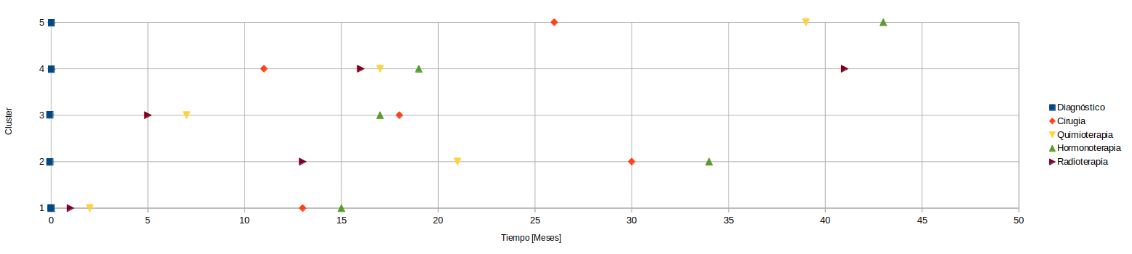 5
4
3
2
1
Cluster
0 5 10 15 20 25 30 35 40 45 50
Tiempo [Meses]
Diagnóstico
Cirugia
Quimioterapia
Hormonoterapia
Radioterapia